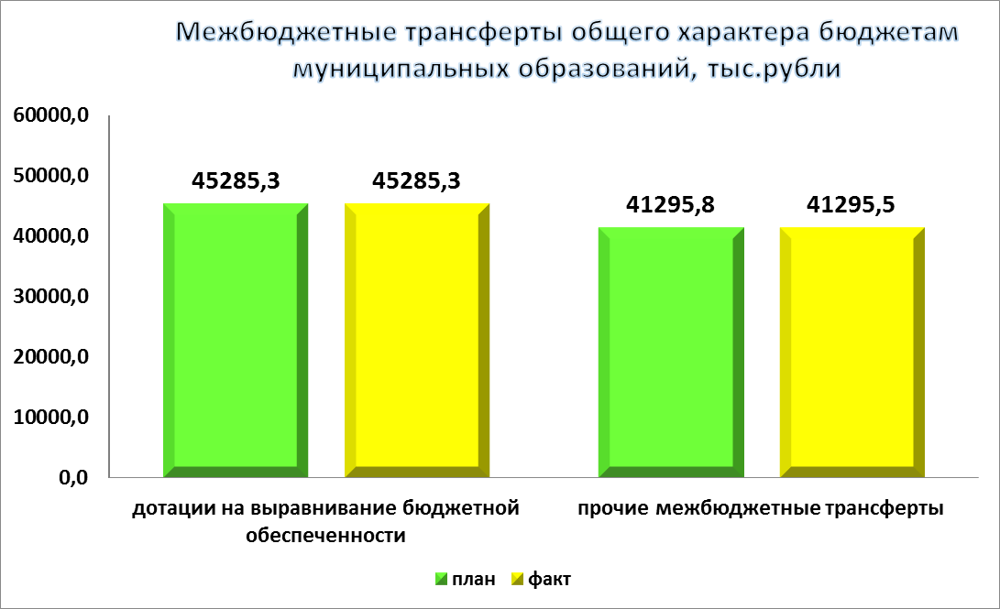 Межбюджетные трансферты общего характера бюджетам
муниципальных образований, тыс.рубли
60000,0
50000,0
40000,0
30000,0
20000,0
10000,0
0,0
45285,3
45285,3
41295,8
41295,5
дотации на выравнивание бюджетной
обеспеченности
прочие межбюджетные трансферты
план
факт